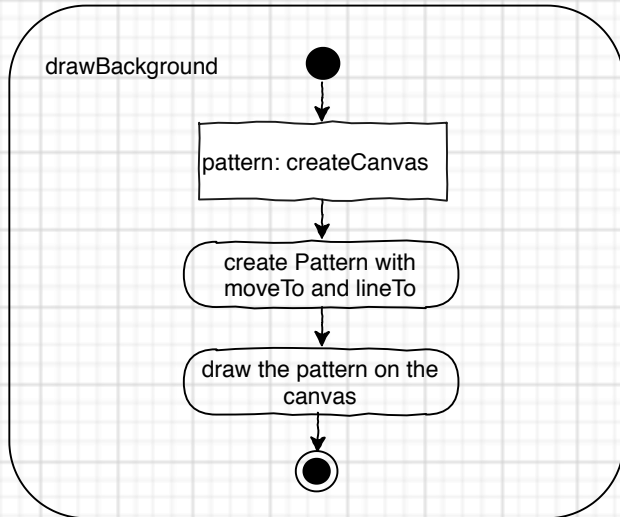 drawBackground
pattern: createCanvas
create Pattern with
moveTo and lineTo
draw the pattern on the
canvas